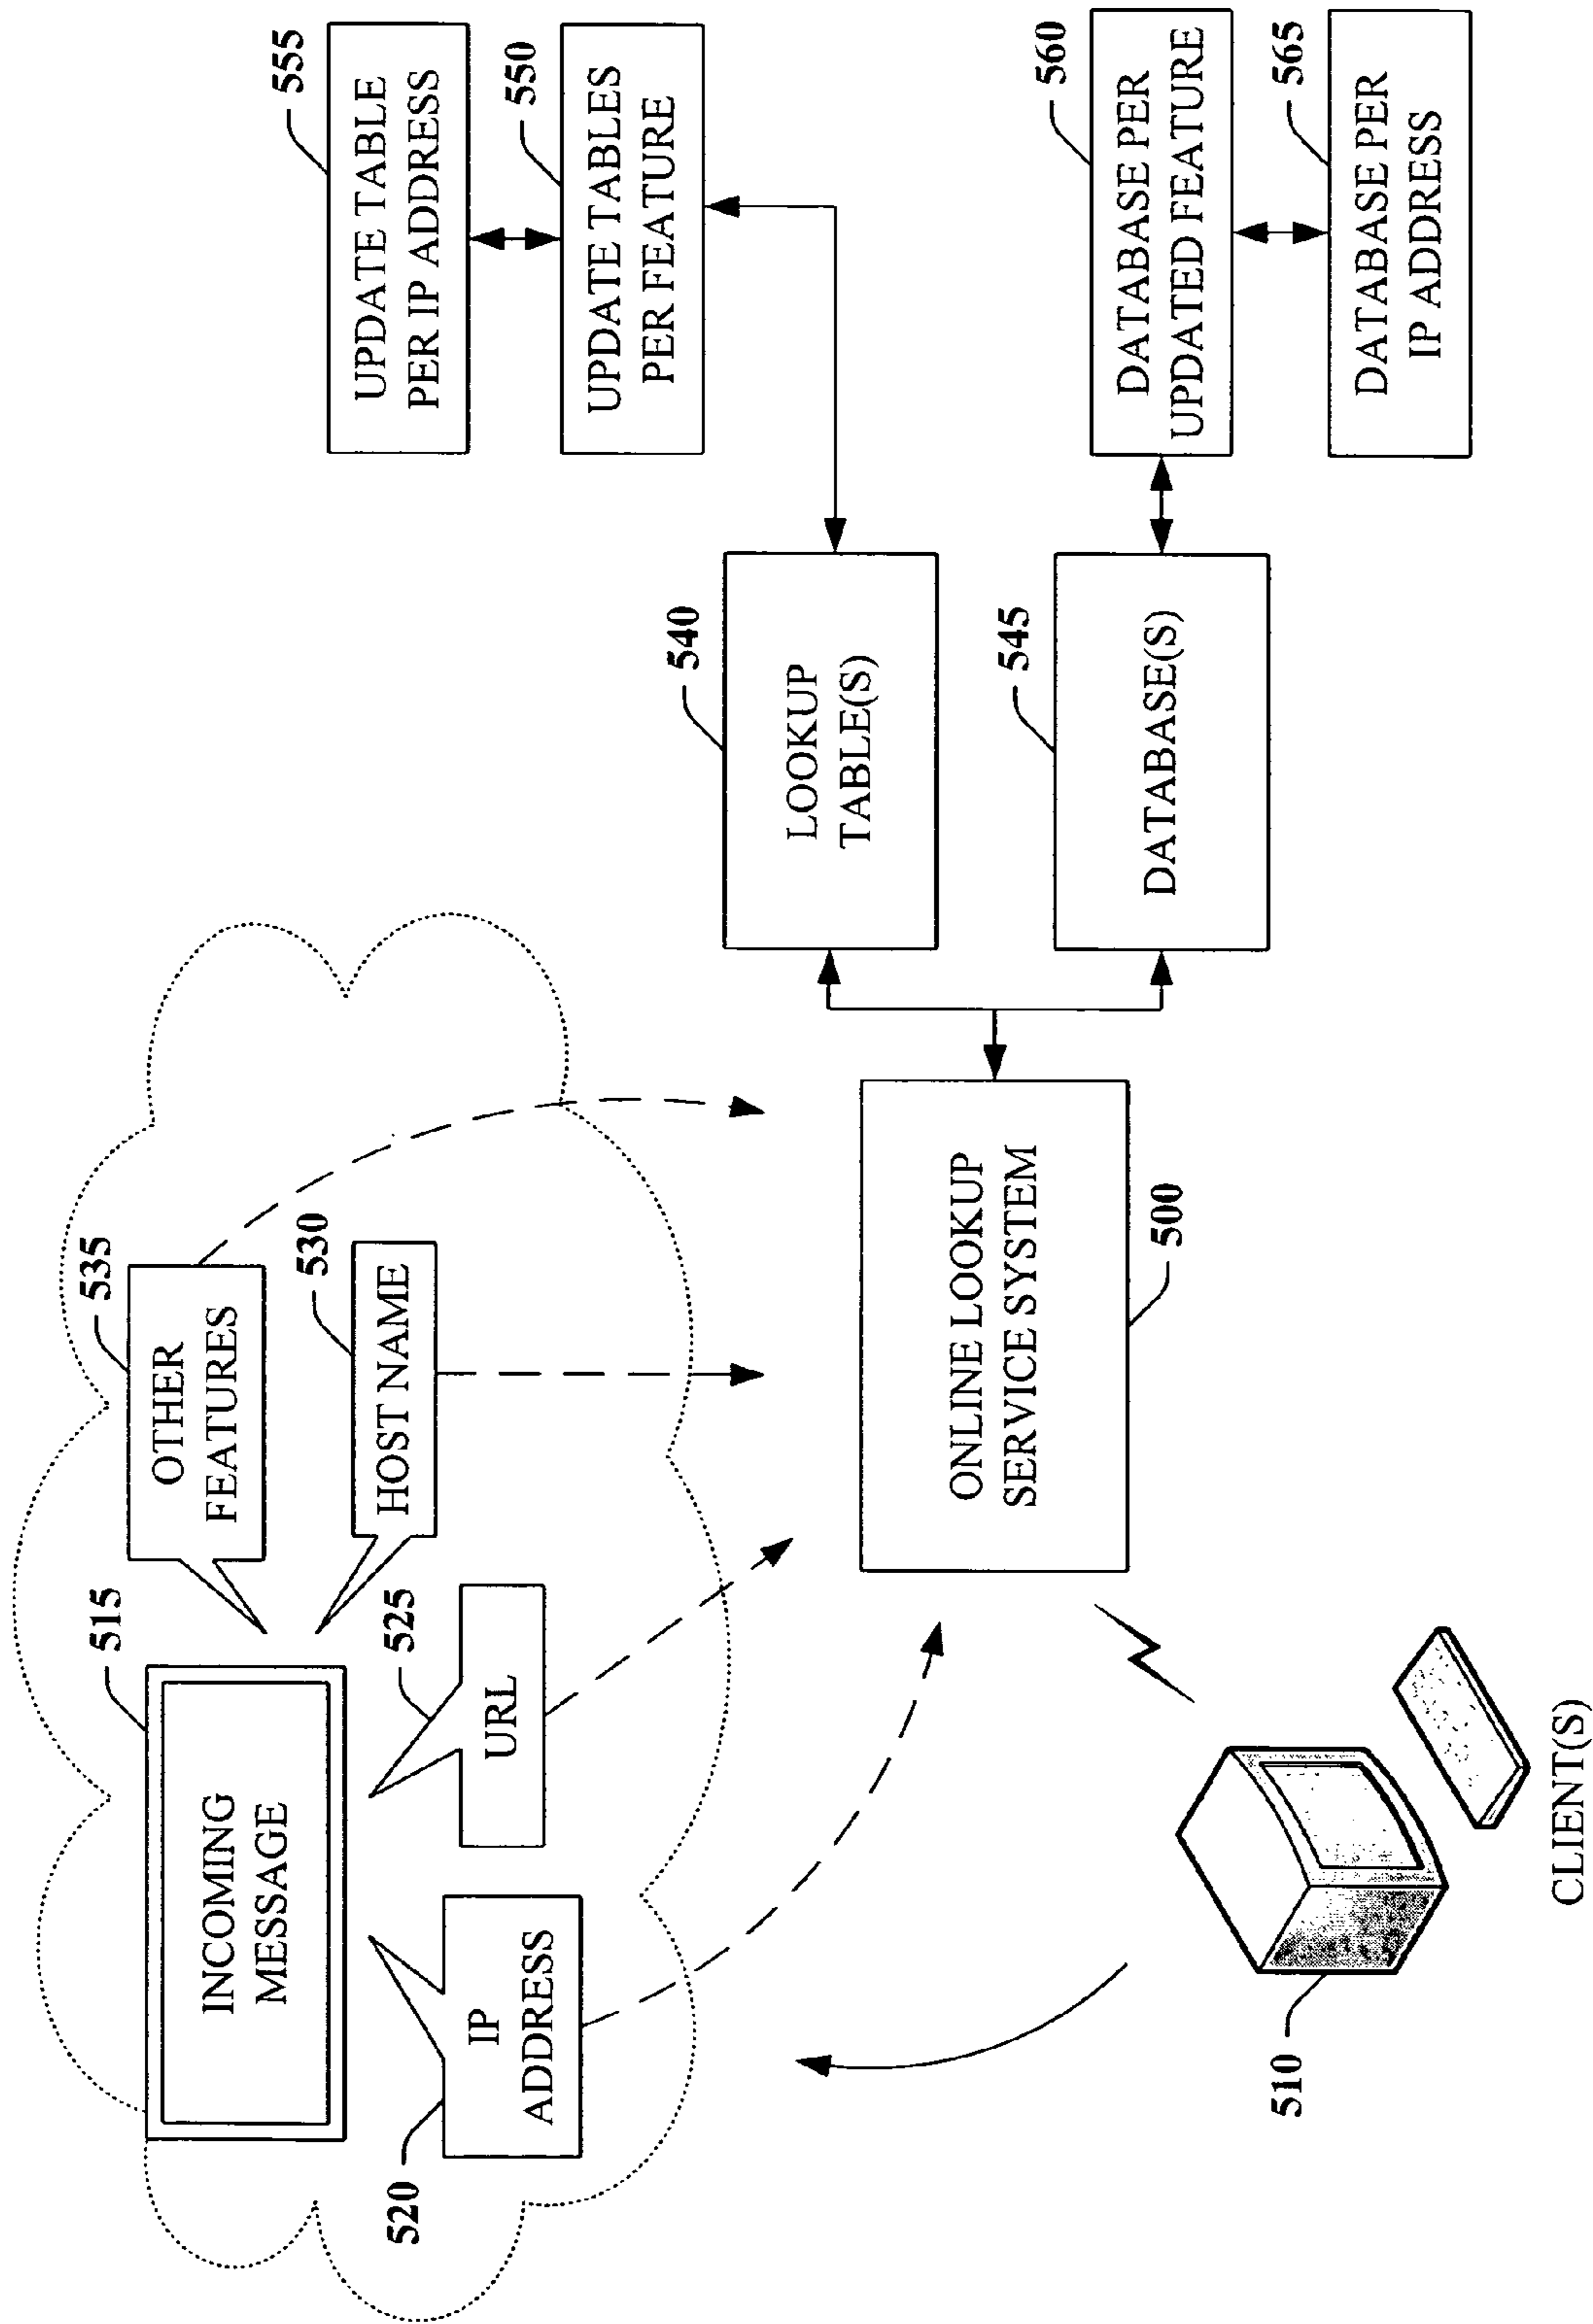 515
INCOMING
MESSAGE
535
OTHER
FEATURES
530
HOST NAME
525
URL
520
IP
ADDRESS
555
UPDATE TABLE
PER IP ADDRESS
550
UPDATE TABLES
PER FEATURE
540
LOOKUP
TABLE(S)
545
DATABASE(S)
560
DATABASE PER
UPDATED FEATURE
565
DATABASE PER
IP ADDRESS
ONLINE LOOKUP
SERVICE SYSTEM
500
510
CLIENT(S)